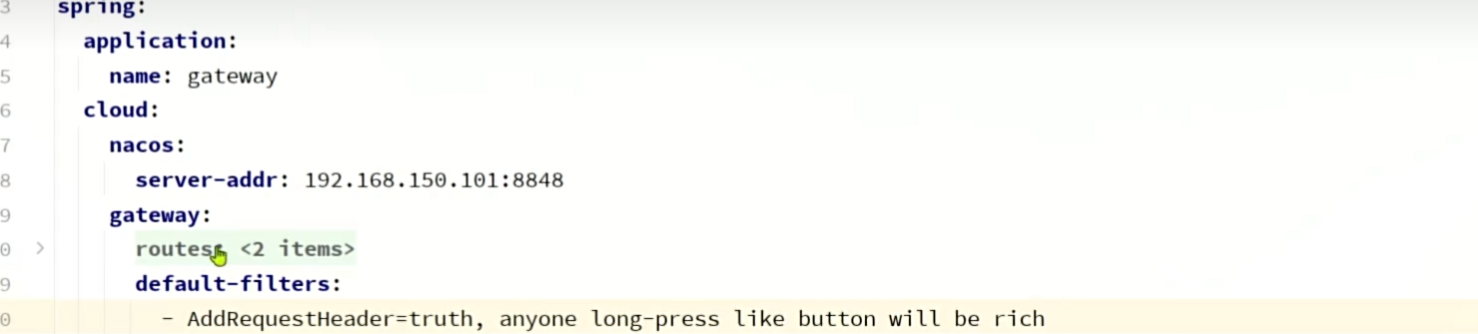 3 spring:
4 application:
5 name: gateway
6 cloud:
7 nacos:
8 server-addr: 192.168.150.101:8848
9 gateway:
0 > routes: <2 items>
9 default-filters:
0 - AddRequestHeader=truth, anyone long-press like button will be rich